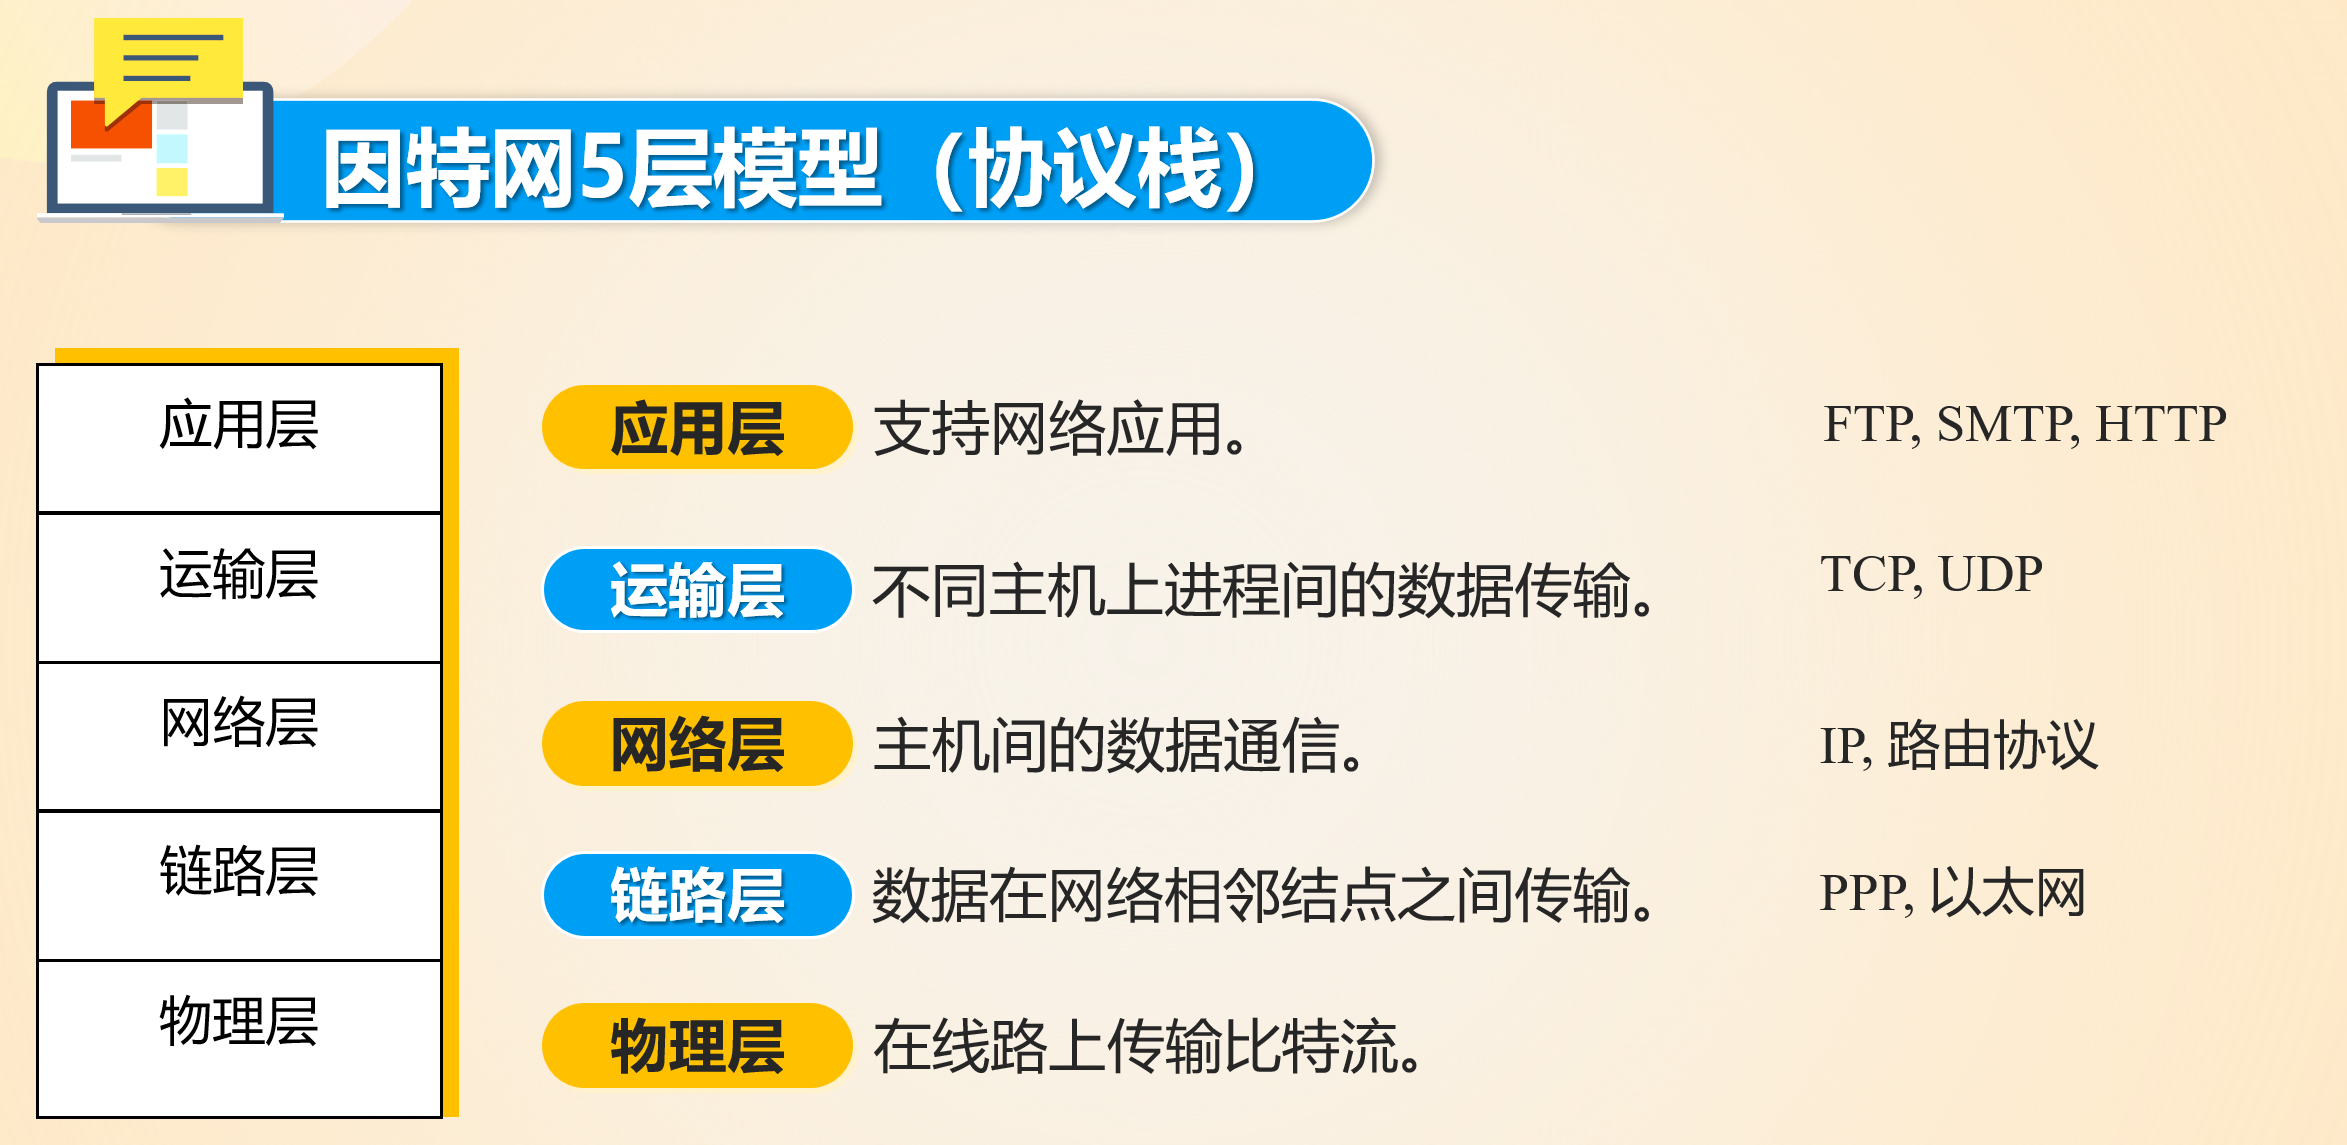 因特网5层模型（协议栈）
应用层
运输层
网络层
链路层
物理层
应用层 支持网络应用。 FTP, SMTP, HTTP
运输层 不同主机上进程间的数据传输。 TCP, UDP
网络层 主机间的数据通信。 IP, 路由协议
链路层 数据在网络相邻结点之间传输。 PPP, 以太网
物理层 在线路上传输比特流。